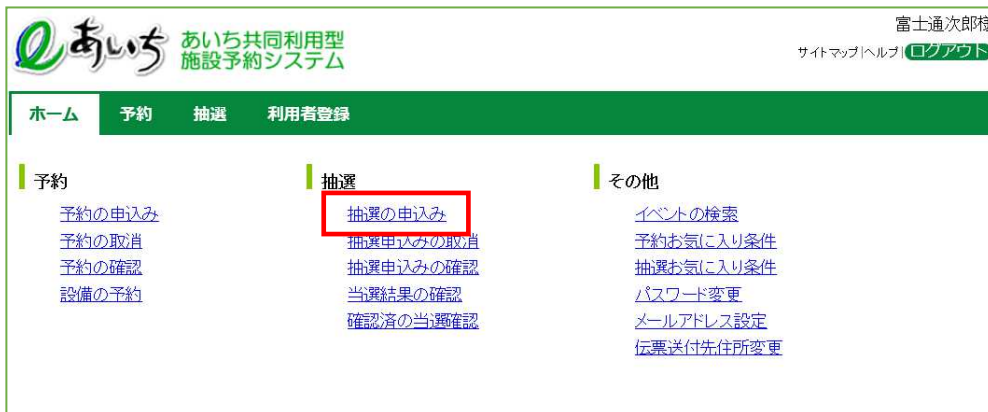 あいち
あいち共同利用型
施設予約システム
富士通次郎様
サイトマップ|ヘルプ|ログアウト
ホーム 予約 抽選 利用者登録
予約
予約の申込み
予約の取消
予約の確認
設備の予約
抽選
抽選の申込み
抽選申込みの取消
抽選申込みの確認
当選結果の確認
確認済の当選確認
その他
イベントの検索
予約お気に入り条件
抽選お気に入り条件
パスワード変更
メールアドレス設定
伝票送付先住所変更